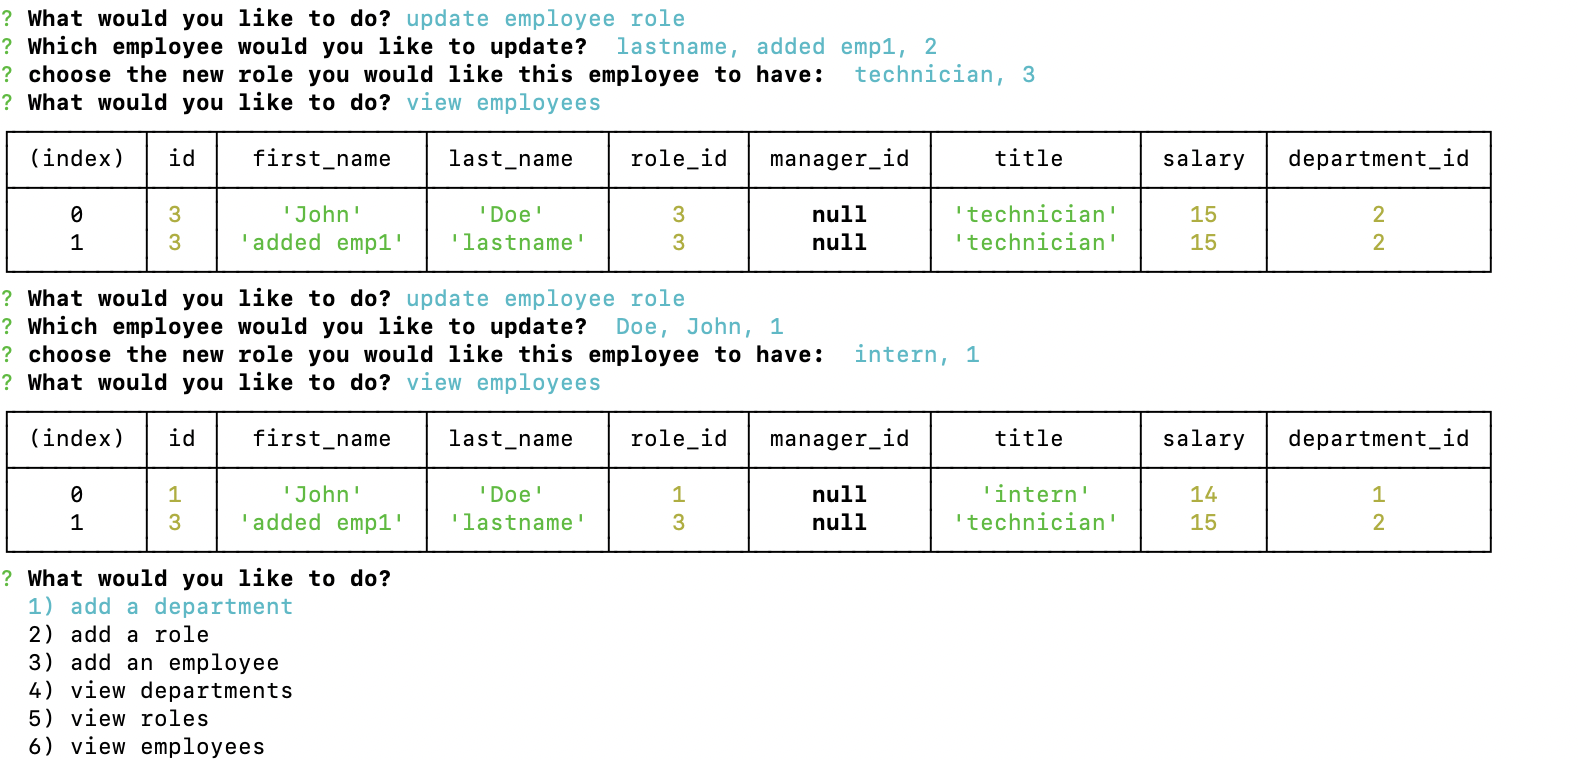 ? What would you like to do? update employee role
? Which employee would you like to update?  lastname, added emp1, 2
? choose the new role you would like this employee to have:  technician, 3
? What would you like to do? view employees
(index) id first_name last_name role_id manager_id title salary department_id
0 3 'John' 'Doe' 3 null 'technician' 15 2
1 3 'added emp1' 'lastname' 3 null 'technician' 15 2
? What would you like to do? update employee role
? Which employee would you like to update?  Doe, John, 1
? choose the new role you would like this employee to have:  intern, 1
? What would you like to do? view employees
(index) id first_name last_name role_id manager_id title salary department_id
0 1 'John' 'Doe' 1 null 'intern' 14 1
1 3 'added emp1' 'lastname' 3 null 'technician' 15 2
? What would you like to do?
1) add a department
2) add a role
3) add an employee
4) view departments
5) view roles
6) view employees